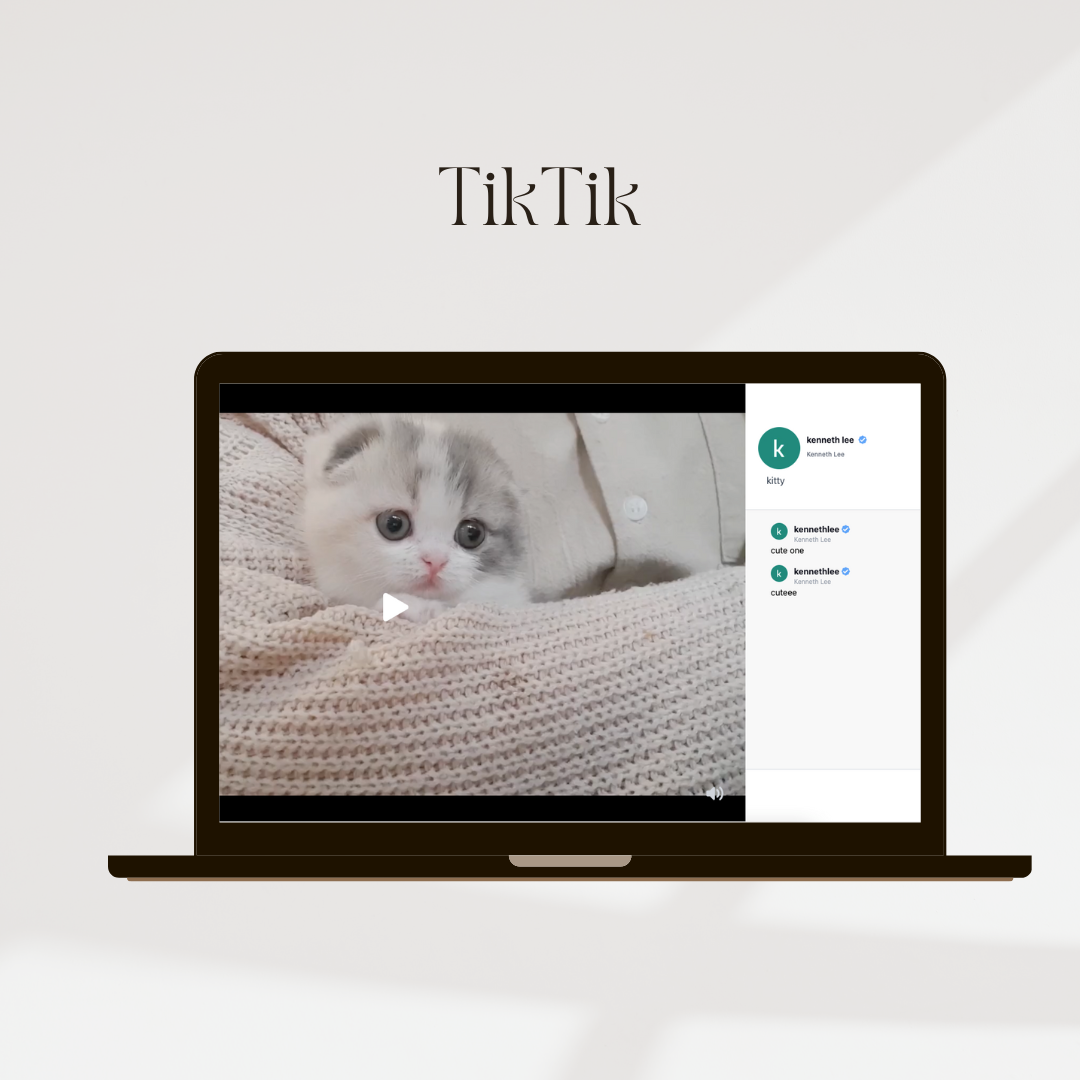 TikTik
k
kenneth lee
Kenneth Lee
kitty
k
kennethlee
Kenneth Lee
cute one
k
kennethlee
Kenneth Lee
cuteee